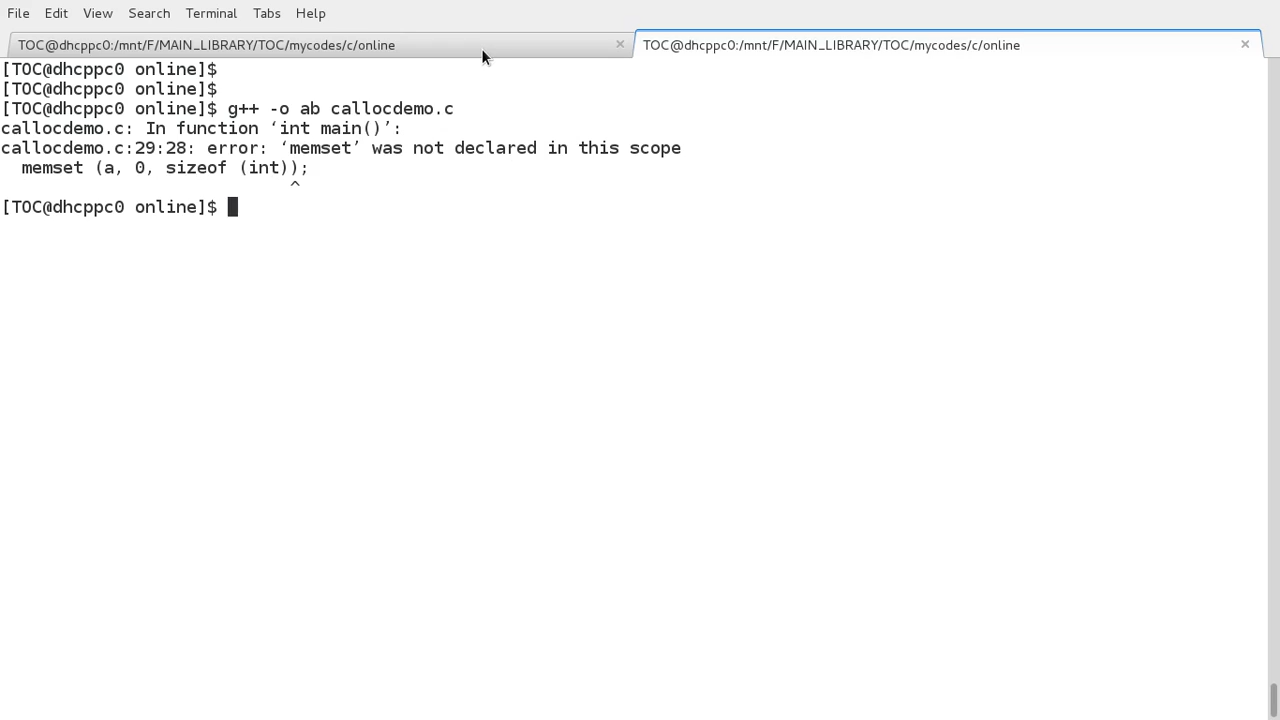 File Edit View Search Terminal Tabs Help
TOC@dhcppc0:/mnt/F/MAIN_LIBRARY/TOC/mycodes/c/online × TOC@dhcppc0:/mnt/F/MAIN_LIBRARY/TOC/mycodes/c/online ×
[TOC@dhcppc0 online]$
[TOC@dhcppc0 online]$
[TOC@dhcppc0 online]$ g++ -o ab callocdemo.c
callocdemo.c: In function ‘int main()’:
callocdemo.c:29:28: error: ‘memset’ was not declared in this scope
  memset (a, 0, sizeof (int));
                            ^
[TOC@dhcppc0 online]$